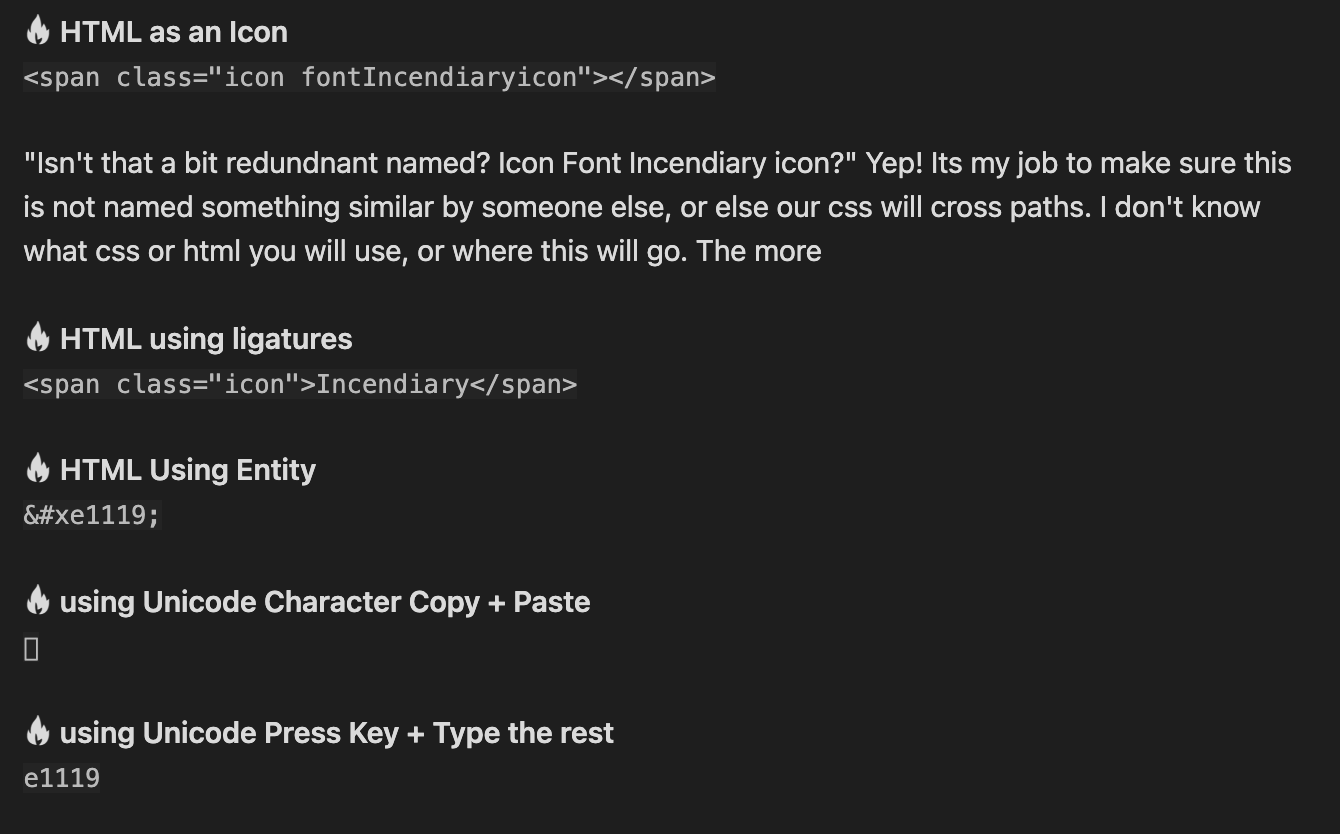 HTML as an Icon
<span class="icon fontIncendiaryicon"></span>
"Isn't that a bit redundnant named? Icon Font Incendiary icon?" Yep! Its my job to make sure this
is not named something similar by someone else, or else our css will cross paths. I don't know
what css or html you will use, or where this will go. The more
HTML using ligatures
<span class="icon">Incendiary</span>
HTML Using Entity
&#xe1119;
using Unicode Character Copy + Paste
using Unicode Press Key + Type the rest
e1119